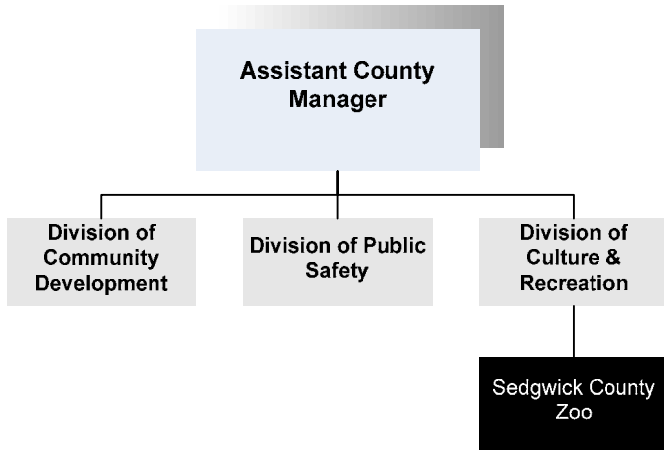 Assistant County
Manager
Division of
Community
Development
Division of Public
Safety
Division of
Culture &
Recreation
Sedgwick County
Zoo